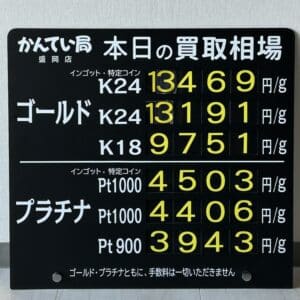 かんてい局 本日の買取相場
盛岡店
インゴット・特定コイン
K24 13469 円/g
ゴールド K24 13191 円/g
K18 9751 円/g
インゴット・特定コイン
Pt1000 4503 円/g
プラチナ Pt1000 4406 円/g
Pt900 3943 円/g
ゴールド・プラチナともに、手数料は一切いただきません